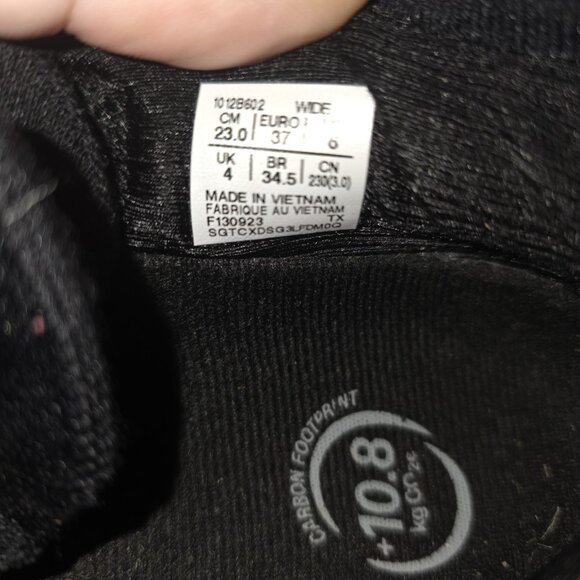 1012B602 WIDE
CM EURO
23.0 37 6
UK BR CN
4 34.5 230(3.0)
MADE IN VIETNAM
FABRIQUE AU VIETNAM
F130923 TX
SGTCXDSG3LFDM0Q
CARBON FOOTPRINT
+10.8
kg CO2e